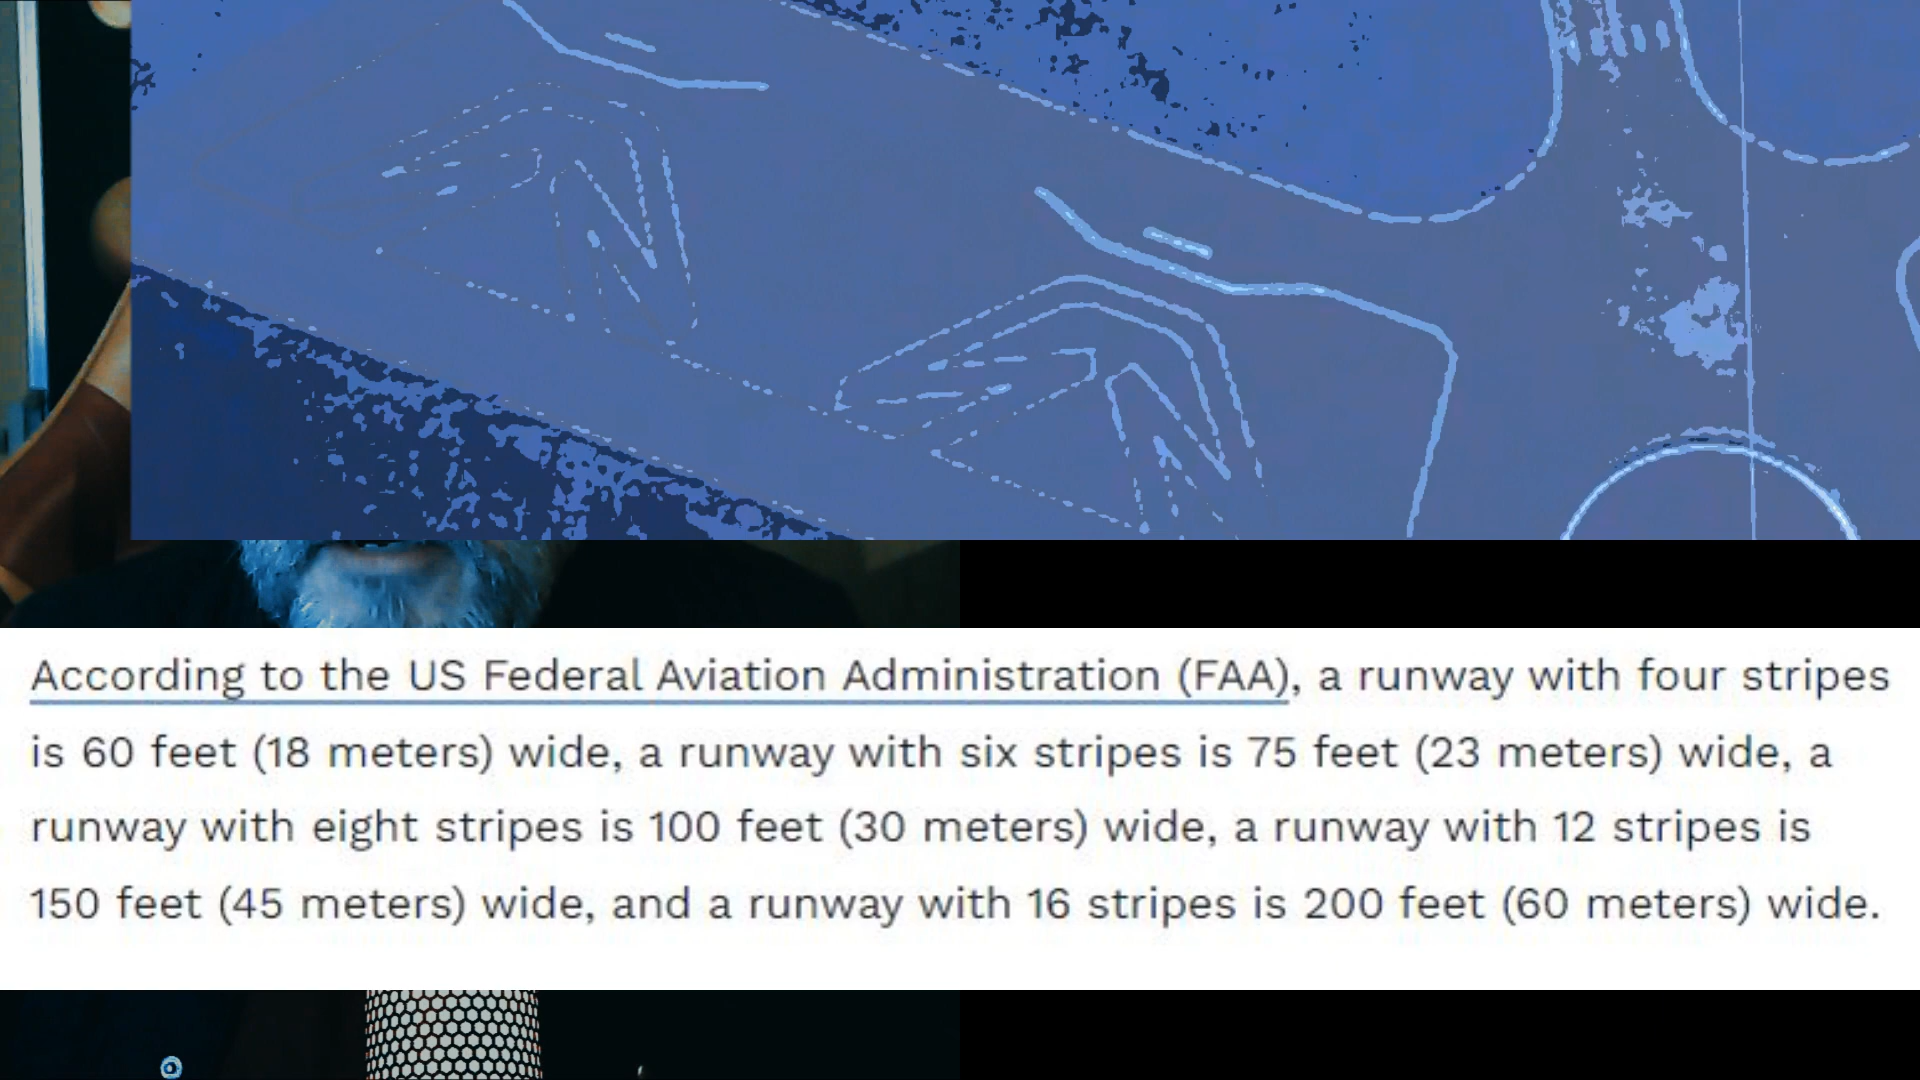 According to the US Federal Aviation Administration (FAA), a runway with four stripes
is 60 feet (18 meters) wide, a runway with six stripes is 75 feet (23 meters) wide, a
runway with eight stripes is 100 feet (30 meters) wide, a runway with 12 stripes is
150 feet (45 meters) wide, and a runway with 16 stripes is 200 feet (60 meters) wide.